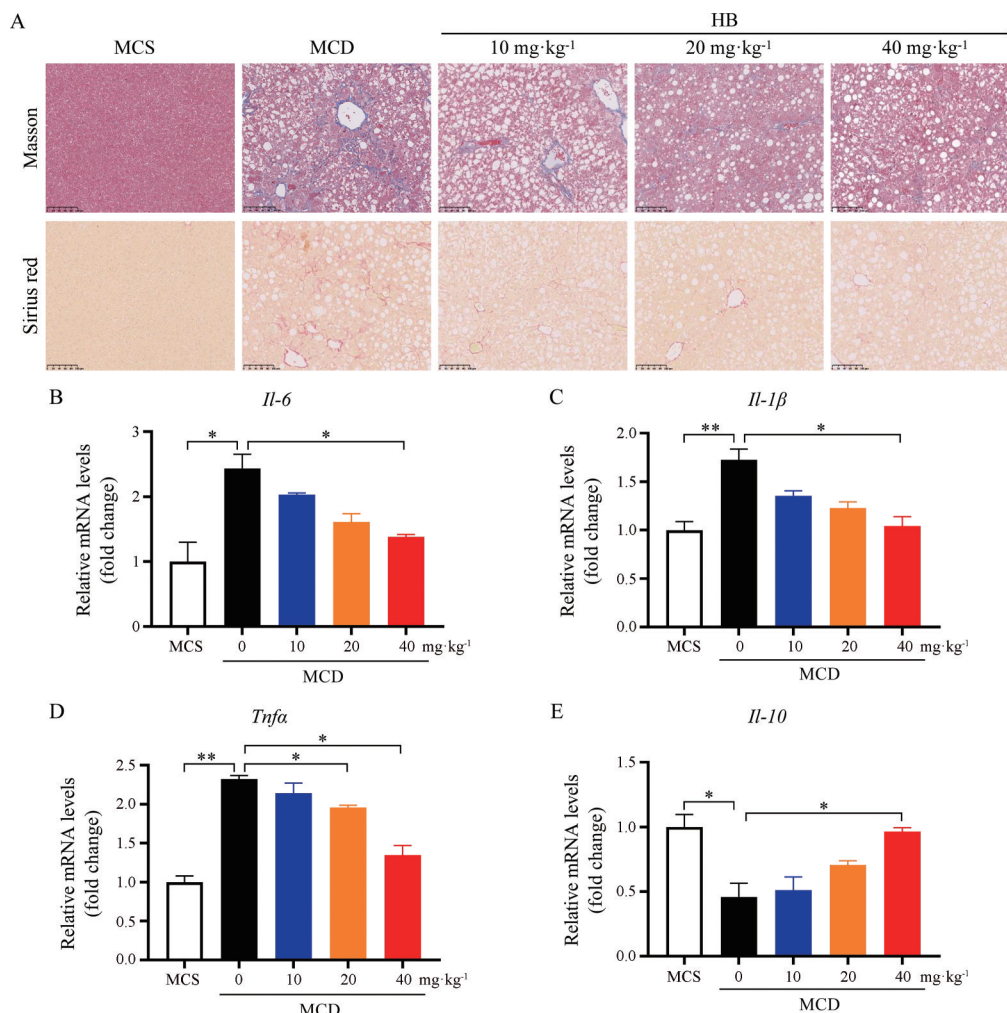 A
HB
MCS MCD 10 mg·kg⁻¹ 20 mg·kg⁻¹ 40 mg·kg⁻¹
Masson
Sirius red
B
Il-6
Relative mRNA levels
(fold change)
3
2
1
0
* *
MCS 0 10 20 40 mg·kg⁻¹
MCD
C
Il-1β
Relative mRNA levels
(fold change)
2.0
1.5
1.0
0.5
0.0
** *
MCS 0 10 20 40 mg·kg⁻¹
MCD
D
Tnfα
Relative mRNA levels
(fold change)
2.5
2.0
1.5
1.0
0.5
0.0
*
** *
MCS 0 10 20 40 mg·kg⁻¹
MCD
E
Il-10
Relative mRNA levels
(fold change)
1.5
1.0
0.5
0.0
* *
MCS 0 10 20 40 mg·kg⁻¹
MCD